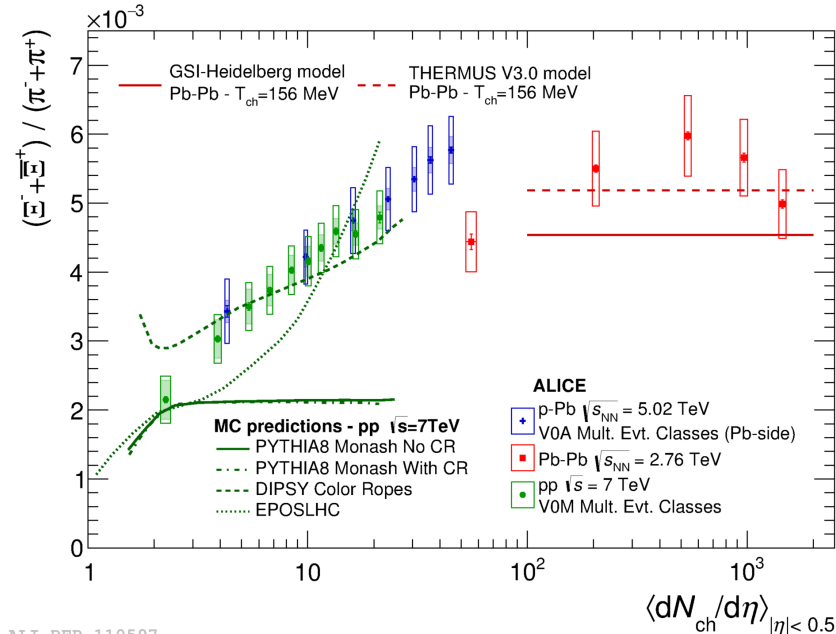 ×10⁻³
(Ξ⁻+Ξ̅⁺) / (π⁻+π⁺)
7
6
5
4
3
2
1
0
GSI-Heidelberg model
Pb-Pb - T_ch=156 MeV
THERMUS V3.0 model
Pb-Pb - T_ch=156 MeV
MC predictions - pp √s=7TeV
PYTHIA8 Monash No CR
PYTHIA8 Monash With CR
DIPSY Color Ropes
EPOSLHC
ALICE
p-Pb √s_NN = 5.02 TeV
V0A Mult. Evt. Classes (Pb-side)
Pb-Pb √s_NN = 2.76 TeV
pp √s = 7 TeV
V0M Mult. Evt. Classes
1
10
10²
10³
⟨dN_ch/dη⟩_|η|< 0.5